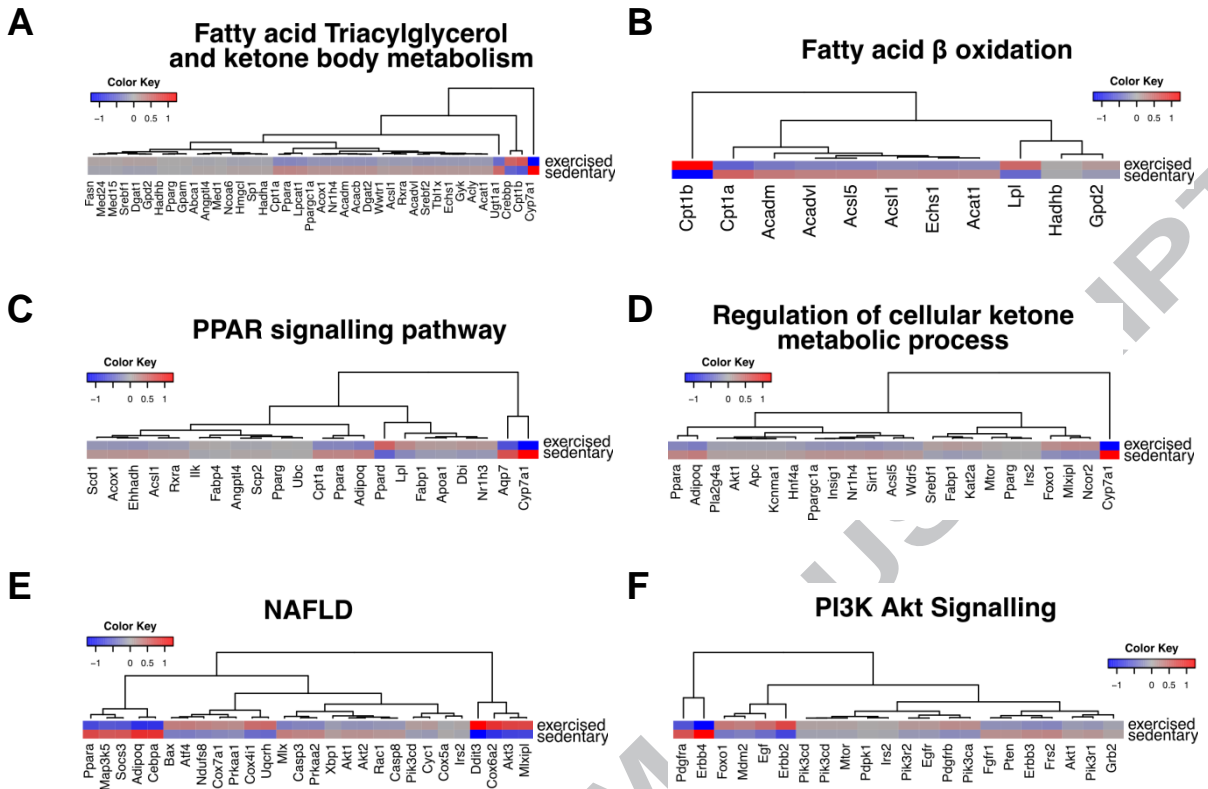 A
Fatty acid Triacylglycerol
and ketone body metabolism
Color Key
−1 0 0.5 1
exercised
sedentary
Fasn Med24 Med15 Srebf1 Dgat1 Gpd2 Hadhb Pparg Gpam Abca1 Angptl4 Med1 Ncoa6 Hmgcl Sp1 Hadha Cpt1a Ppara Lpcat1 Ppargc1a Acox1 Nr1h4 Acadm Acacb Dgat2 Wwtr1 Acsl1 Rxra Acadvl Srebf2 Tbl1x Echs1 Gyk Acly Acat1 Ugt1a1 Crebbp Cpt1b Cyp7a1
B
Fatty acid β oxidation
Color Key
−1 0 0.5 1
exercised
sedentary
Cpt1b Cpt1a Acadm Acadvl Acsl5 Acsl1 Echs1 Acat1 Lpl Hadhb Gpd2
C
PPAR signalling pathway
Color Key
−1 0 0.5 1
exercised
sedentary
Scd1 Acox1 Ehhadh Acsl1 Rxra Ilk Fabp4 Angptl4 Scp2 Pparg Ubc Cpt1a Ppara Adipoq Ppard Lpl Fabp1 Apoa1 Dbi Nr1h3 Aqp7 Cyp7a1
D
Regulation of cellular ketone
metabolic process
Color Key
−1 0 0.5 1
exercised
sedentary
Ppara Adipoq Pla2g4a Akt1 Apc Kcnma1 Hnf4a Ppargc1a Insig1 Nr1h4 Sirt1 Acsl5 Wdr5 Srebf1 Fabp1 Kat2a Mtor Pparg Irs2 Foxo1 Mlxipl Ncor2 Cyp7a1
E
NAFLD
Color Key
−1 0 0.5 1
exercised
sedentary
Ppara Map3k5 Socs3 Adipoq Cebpa Bax Atf4 Ndufs8 Cox7a1 Prkaa1 Cox4i1 Uqcrh Mlx Casp3 Prkaa2 Xbp1 Akt1 Akt2 Rac1 Casp8 Pik3cd Cyc1 Cox5a Irs2 Ddit3 Cox6a2 Akt3 Mlxipl
F
PI3K Akt Signalling
Color Key
−1 0 0.5 1
exercised
sedentary
Pdgfra Erbb4 Foxo1 Mdm2 Egf Erbb2 Pik3cd Pik3cd Mtor Pdpk1 Irs2 Pik3r2 Egfr Pdgfrb Pik3ca Fgfr1 Pten Erbb3 Frs2 Akt1 Pik3r1 Grb2